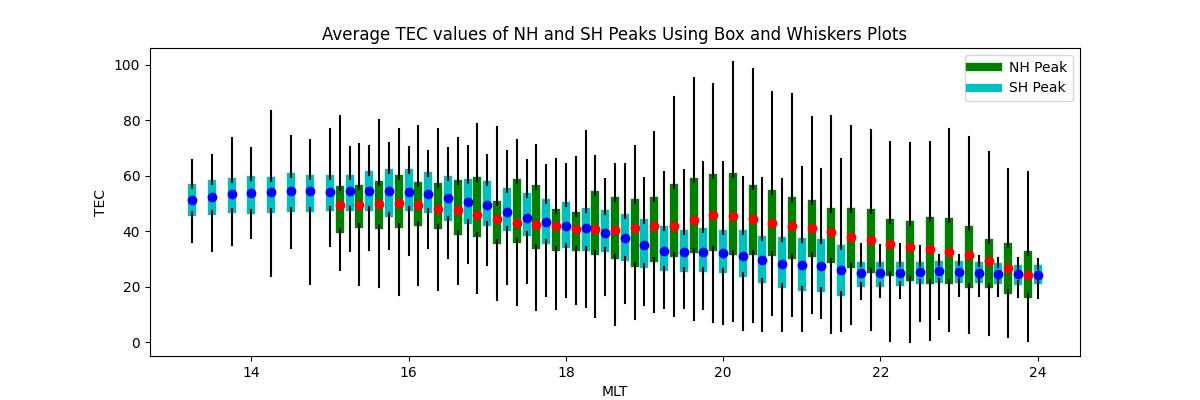 Average TEC values of NH and SH Peaks Using Box and Whiskers Plots
NH Peak
SH Peak
100
80
60
40
20
0
TEC
14 16 18 20 22 24
MLT